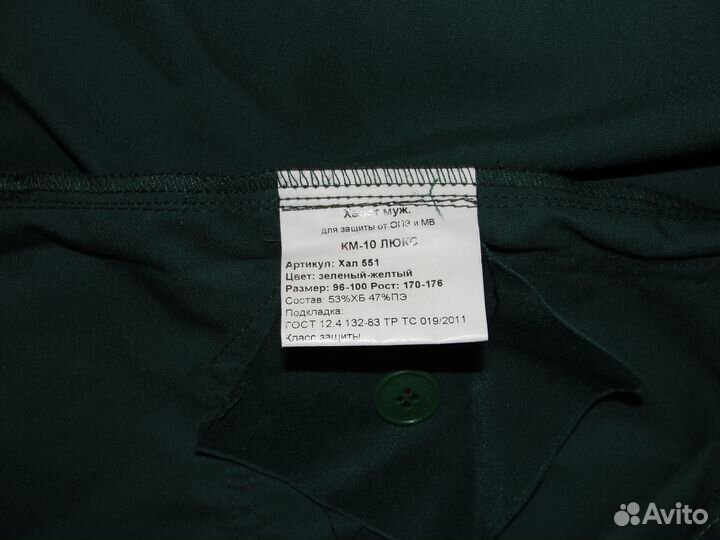 Халат муж.
для защиты от ОПЗ и МВ
КМ-10 ЛЮКС
Артикул: Хал 551
Цвет: зеленый-желтый
Размер: 96-100 Рост: 170-176
Состав: 53%ХБ 47%ПЭ
Подкладка:
ГОСТ 12.4.132-83 ТР ТС 019/2011
Класс защиты
Avito